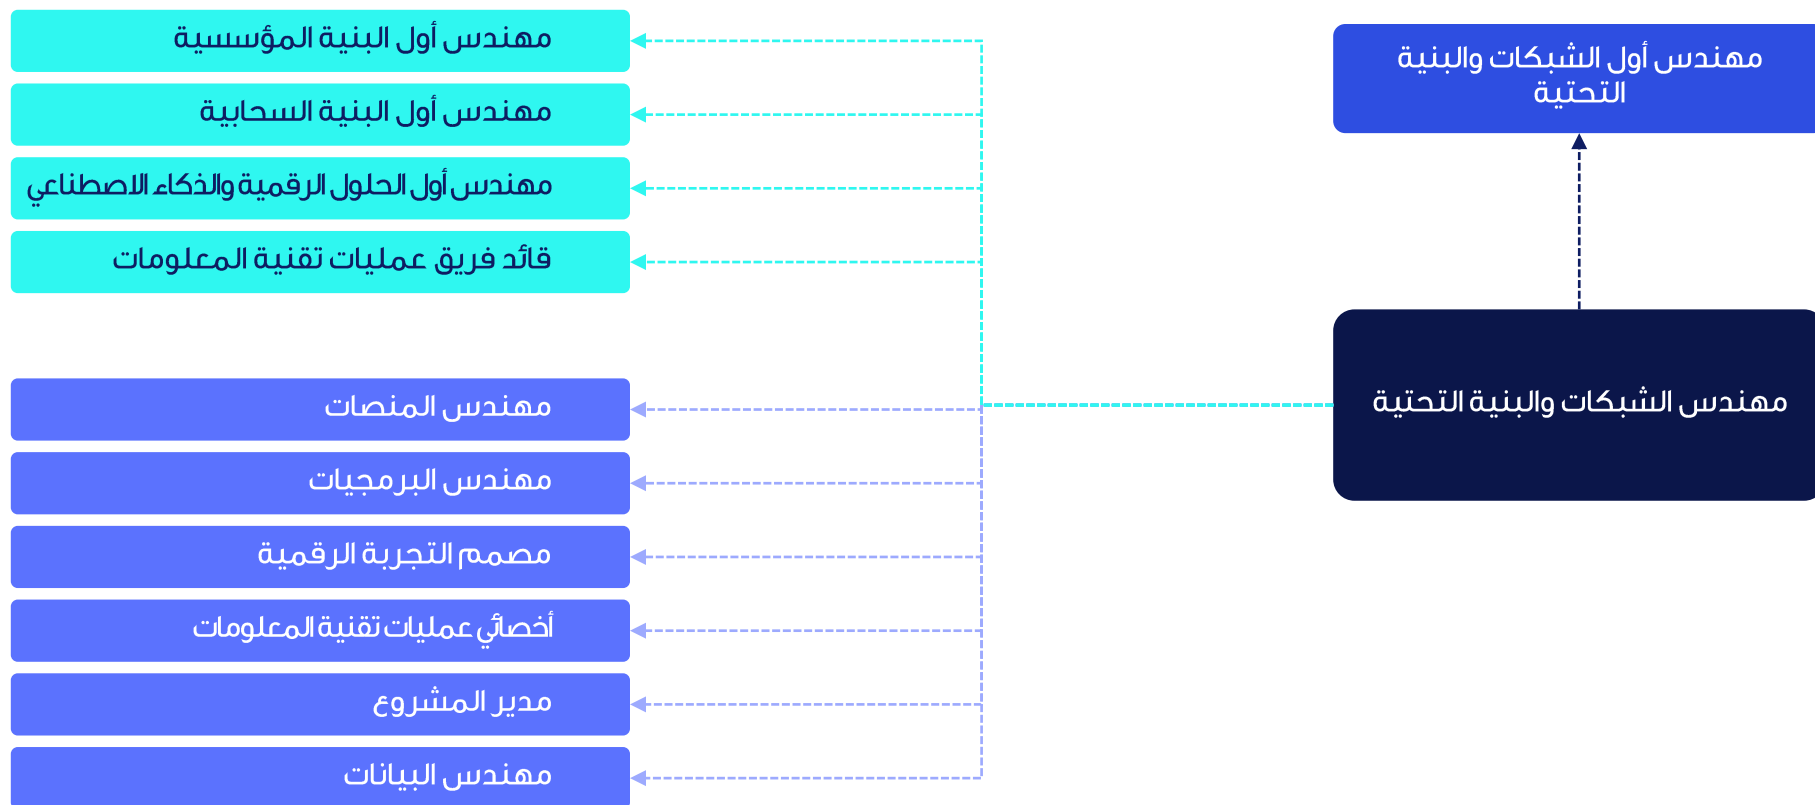 مهندس أول الشبكات والبنية
التحتية
مهندس الشبكات والبنية التحتية
مهندس أول البنية المؤسسية
مهندس أول البنية السحابية
مهندس أول الحلول الرقمية والذكاء الاصطناعي
قائد فريق عمليات تقنية المعلومات
مهندس المنصات
مهندس البرمجيات
مصمم التجربة الرقمية
أخصائي عمليات تقنية المعلومات
مدير المشروع
مهندس البيانات